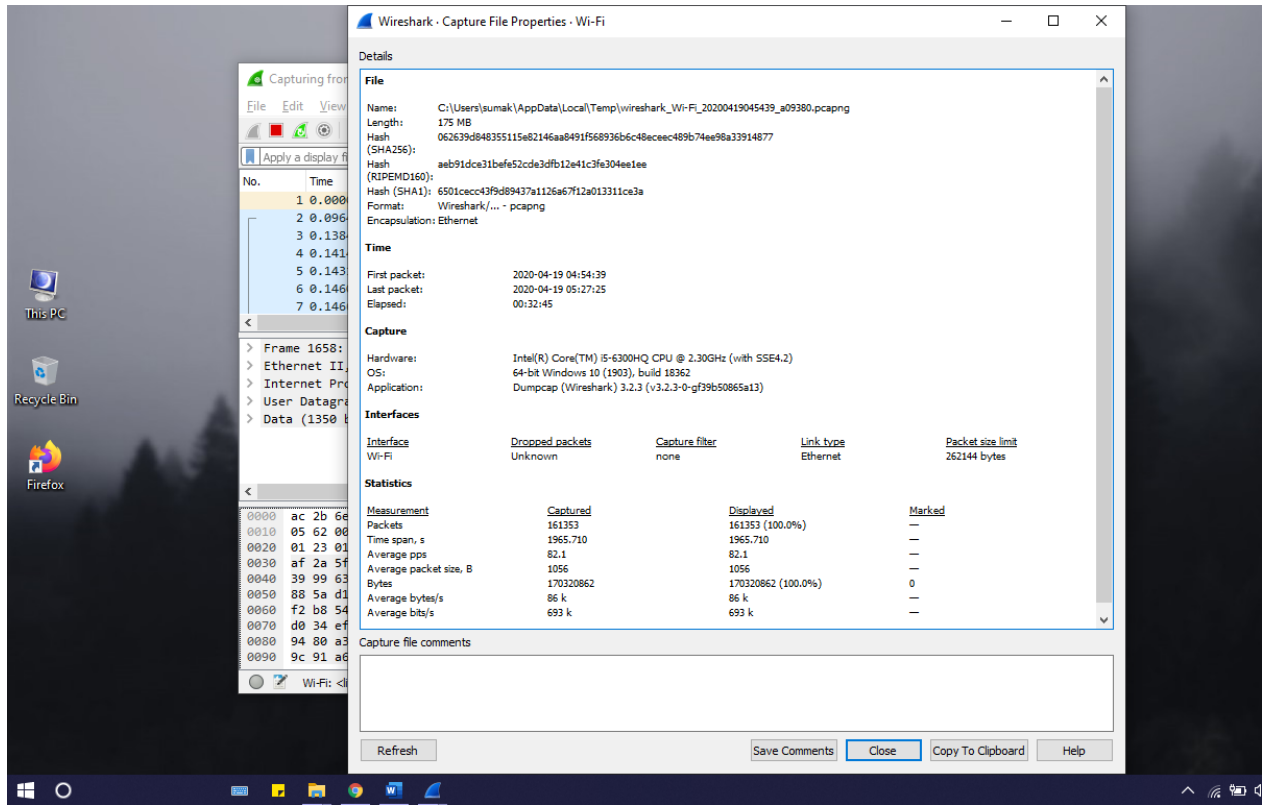 Wireshark · Capture File Properties · Wi-Fi
Details
File
Name: C:\Users\sumak\AppData\Local\Temp\wireshark_Wi-Fi_20200419045439_a09380.pcapng
Length: 175 MB
Hash (SHA256): 062639d848355115e82146aa8491f568936b6c48eceec489b74ee98a33914877
Hash (RIPEMD160): aeb91dce31befe52cde3dfb12e41c3fe304ee1ee
Hash (SHA1): 6501cecc43f9d89437a1126a67f12a013311ce3a
Format: Wireshark/... - pcapng
Encapsulation: Ethernet
Time
First packet: 2020-04-19 04:54:39
Last packet: 2020-04-19 05:27:25
Elapsed: 00:32:45
Capture
Hardware: Intel(R) Core(TM) i5-6300HQ CPU @ 2.30GHz (with SSE4.2)
OS: 64-bit Windows 10 (1903), build 18362
Application: Dumpcap (Wireshark) 3.2.3 (v3.2.3-0-gf39b50865a13)
Interfaces
Interface Dropped packets Capture filter Link type Packet size limit
Wi-Fi Unknown none Ethernet 262144 bytes
Statistics
Measurement Captured Displayed Marked
Packets 161353 161353 (100.0%) —
Time span, s 1965.710 1965.710 —
Average pps 82.1 82.1 —
Average packet size, B 1056 1056 —
Bytes 170320862 170320862 (100.0%) 0
Average bytes/s 86 k 86 k —
Average bits/s 693 k 693 k —
Capture file comments
Refresh Save Comments Close Copy To Clipboard Help
Capturing from
File Edit View
Apply a display fi
No. Time
1 0.000
2 0.096
3 0.138
4 0.141
5 0.143
6 0.146
7 0.146
> Frame 1658:
> Ethernet II,
> Internet Pro
> User Datagra
> Data (1350 b
0000 ac 2b 6e
0010 05 62 00
0020 01 23 01
0030 af 2a 5f
0040 39 99 63
0050 88 5a d1
0060 f2 b8 54
0070 d0 34 ef
0080 94 80 a3
0090 9c 91 a6
Wi-Fi: <li
This PC
Recycle Bin
Firefox